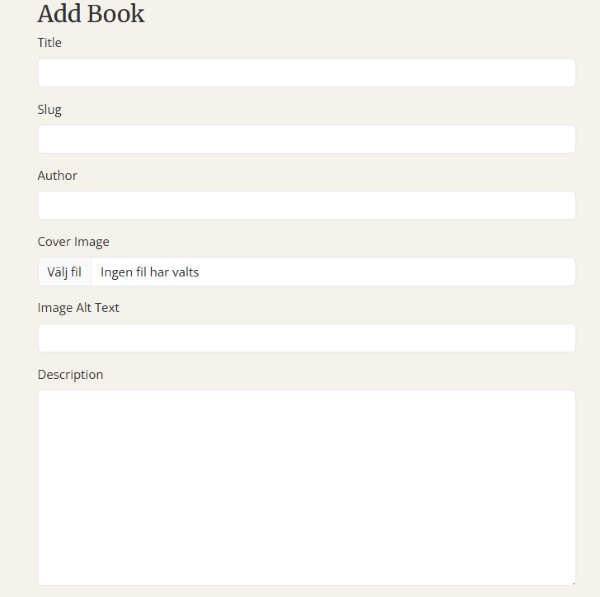 Add Book
Title
Slug
Author
Cover Image
Välj fil Ingen fil har valts
Image Alt Text
Description